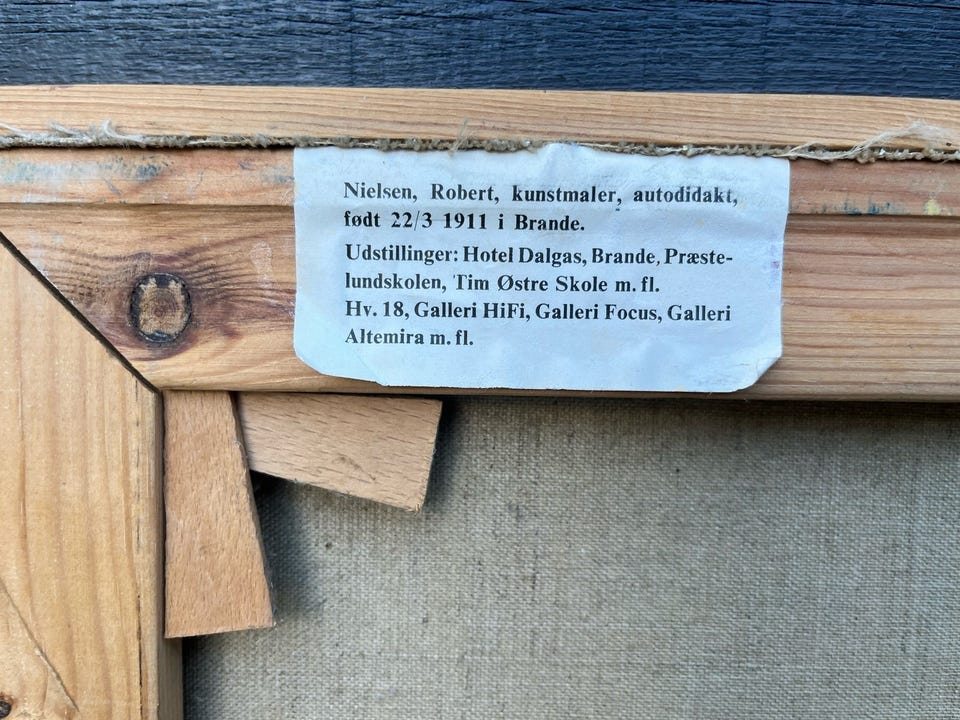 Nielsen, Robert, kunstmaler, autodidakt,
født 22/3 1911 i Brande.
Udstillinger: Hotel Dalgas, Brande, Præste-
lundskolen, Tim Østre Skole m. fl.
Hv. 18, Galleri HiFi, Galleri Focus, Galleri
Altemira m. fl.